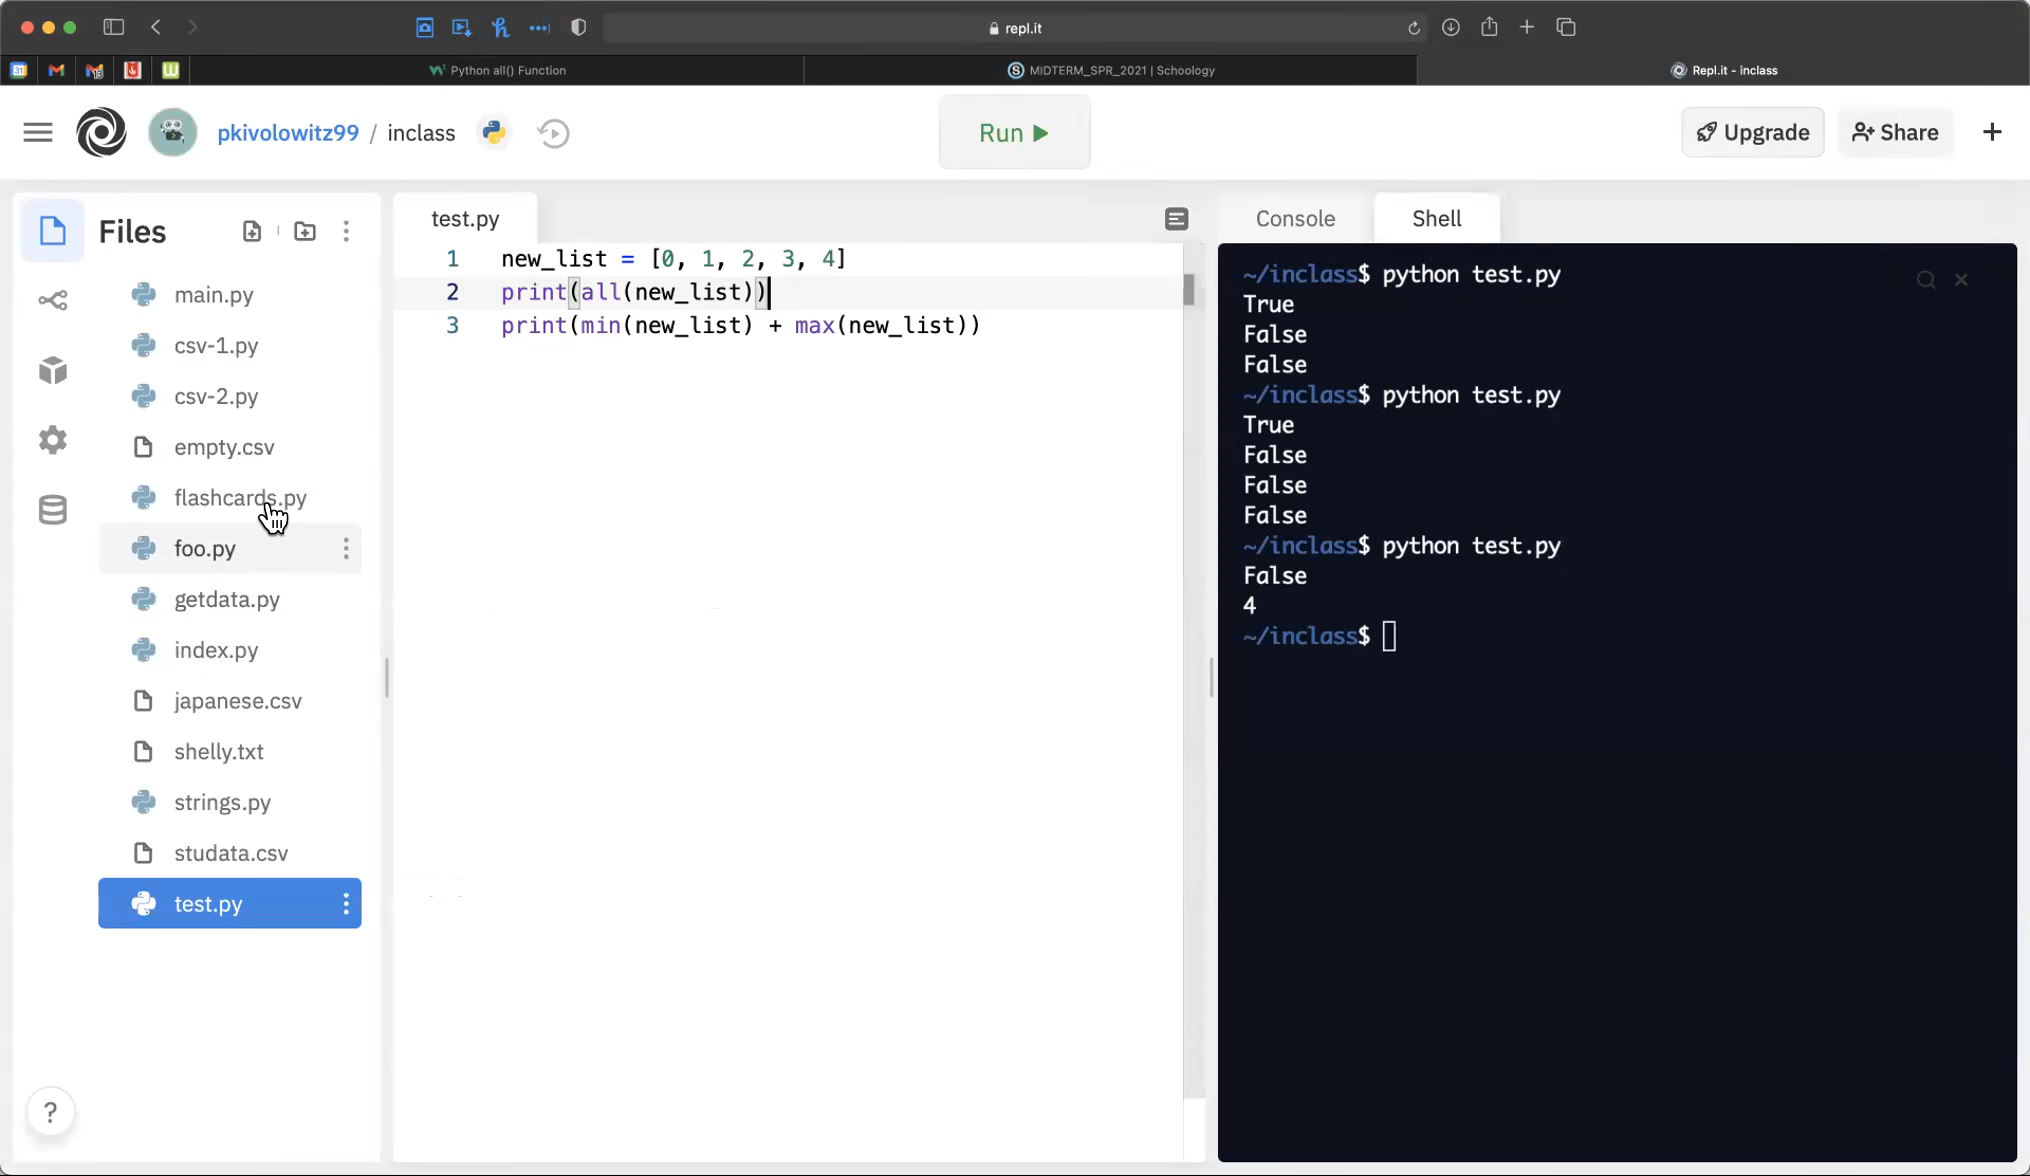 repl.it
31
13
Python all() Function
S MIDTERM_SPR_2021 | Schoology
Repl.it - inclass
pkivolowitz99 / inclass
Run
Upgrade
Share
Files
main.py
csv-1.py
csv-2.py
empty.csv
flashcards.py
foo.py
getdata.py
index.py
japanese.csv
shelly.txt
strings.py
studata.csv
test.py
?
test.py
1 new_list = [0, 1, 2, 3, 4]
2 print(all(new_list))
3 print(min(new_list) + max(new_list))
Console
Shell
~/inclass$ python test.py
True
False
False
~/inclass$ python test.py
True
False
False
False
~/inclass$ python test.py
False
4
~/inclass$